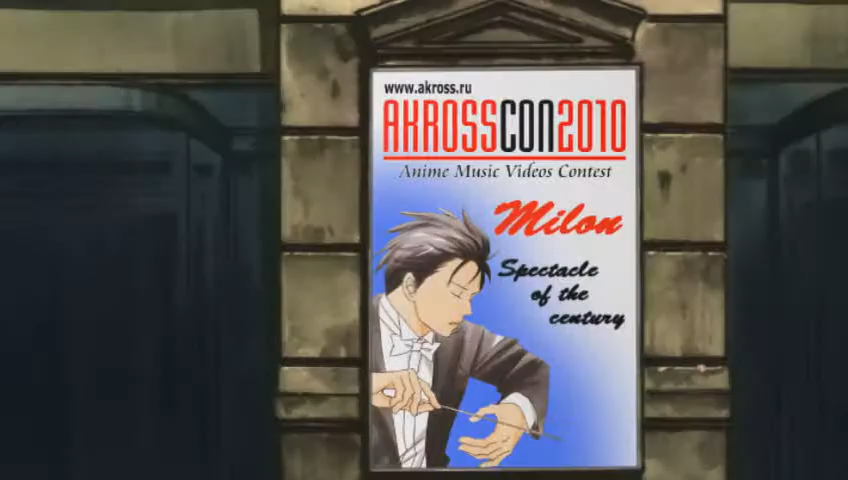 www.akross.ru
AKROSSCON2010
Anime Music Videos Contest
Milon
Spectacle
of the
century